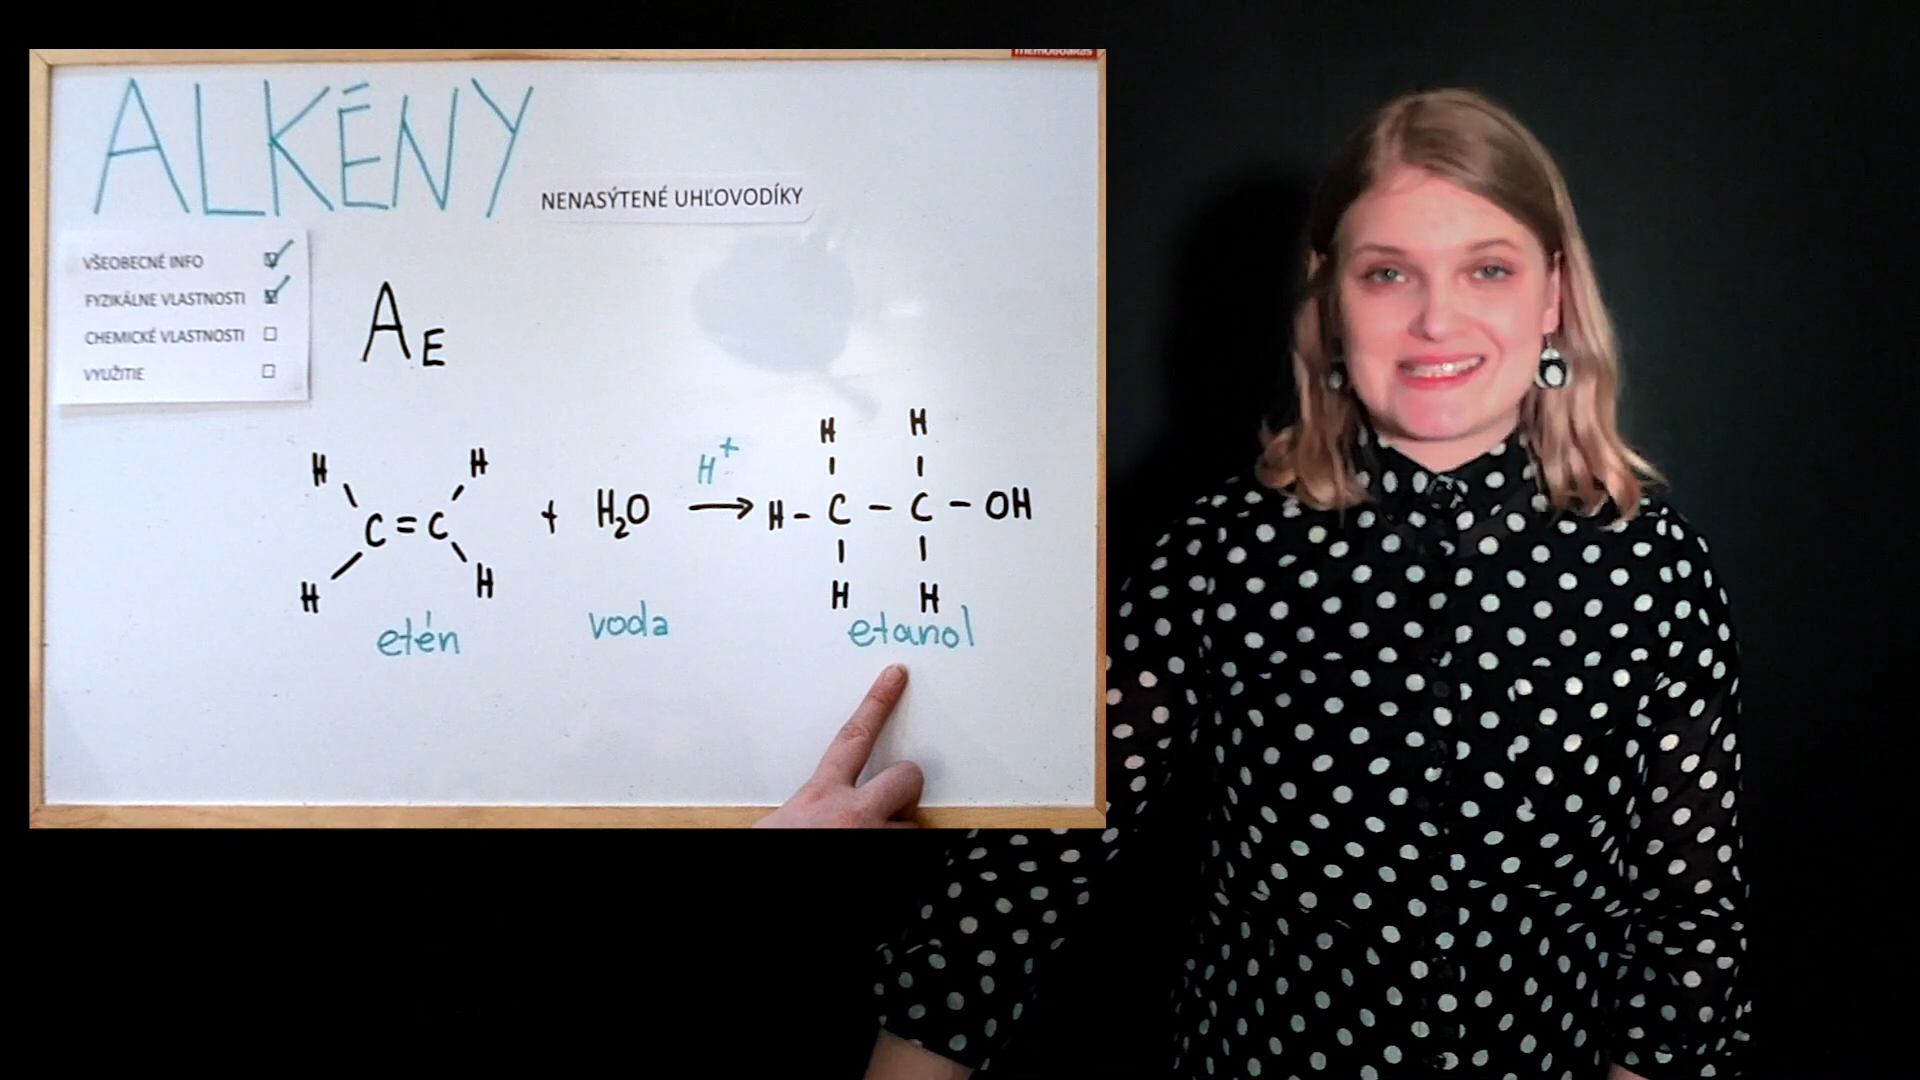 ALKÉNY
NENASÝTENÉ UHĽOVODÍKY
VŠEOBECNÉ INFO
FYZIKÁLNE VLASTNOSTI
CHEMICKÉ VLASTNOSTI
VYUŽITIE
AE
H H
C=C
H H
+ H2O
H+
→
H H
H-C-C-OH
H H
etén voda etanol